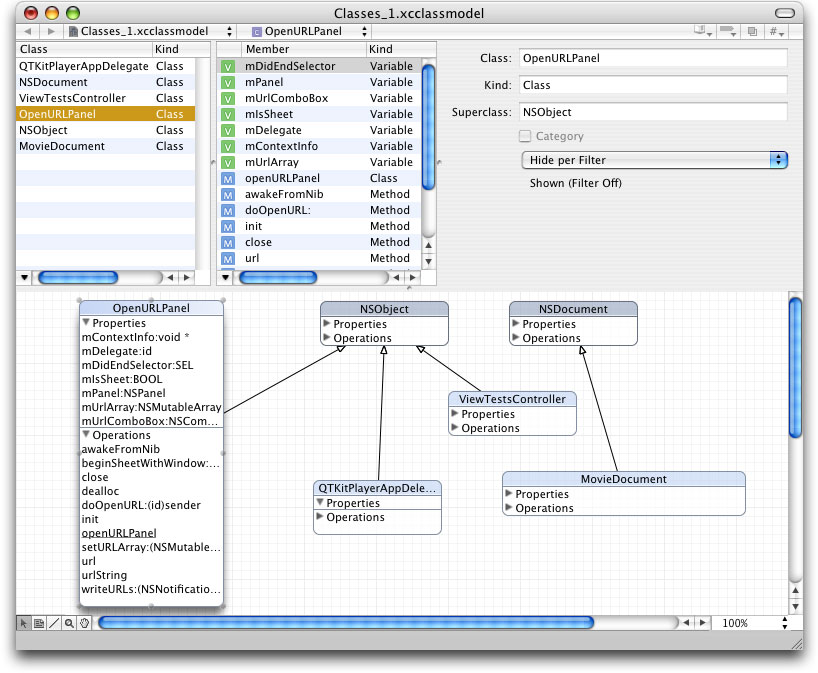 Classes_1.xcclassmodel
Classes_1.xcclassmodel OpenURLPanel
Class Kind
QTKitPlayerAppDelegate Class
NSDocument Class
ViewTestsController Class
OpenURLPanel Class
NSObject Class
MovieDocument Class
Member Kind
V mDidEndSelector Variable
V mPanel Variable
V mUrlComboBox Variable
V mIsSheet Variable
V mDelegate Variable
V mContextInfo Variable
V mUrlArray Variable
M openURLPanel Class
M awakeFromNib Method
M doOpenURL: Method
M init Method
M close Method
M url Method
Class: OpenURLPanel
Kind: Class
Superclass: NSObject
Category
Hide per Filter
Shown (Filter Off)
OpenURLPanel
Properties
mContextInfo:void *
mDelegate:id
mDidEndSelector:SEL
mIsSheet:BOOL
mPanel:NSPanel
mUrlArray:NSMutableArray
mUrlComboBox:NSCom...
Operations
awakeFromNib
beginSheetWithWindow:...
close
dealloc
doOpenURL:(id)sender
init
openURLPanel
setURLArray:(NSMutable...
url
urlString
writeURLs:(NSNotificatio...
NSObject
Properties
Operations
NSDocument
Properties
Operations
ViewTestsController
Properties
Operations
QTKitPlayerAppDele...
Properties
Operations
MovieDocument
Properties
Operations
100%